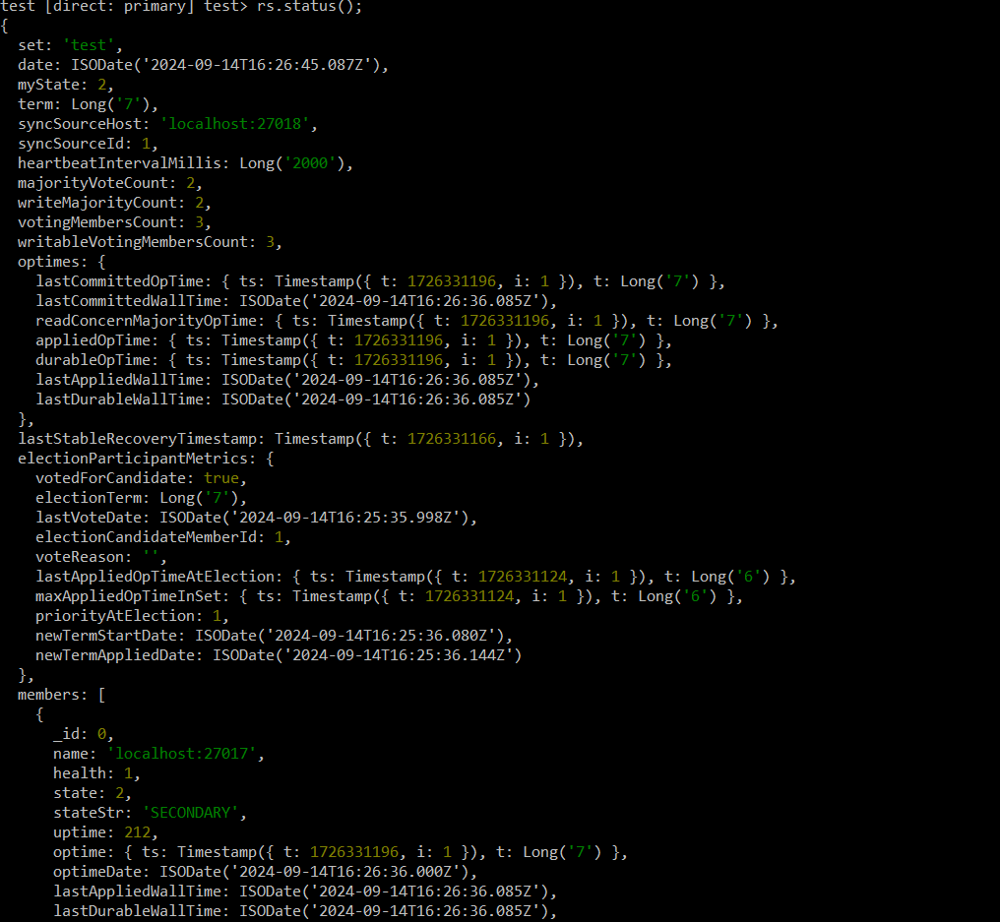 test [direct: primary] test> rs.status();
{
  set: 'test',
  date: ISODate('2024-09-14T16:26:45.087Z'),
  myState: 2,
  term: Long('7'),
  syncSourceHost: 'localhost:27018',
  syncSourceId: 1,
  heartbeatIntervalMillis: Long('2000'),
  majorityVoteCount: 2,
  writeMajorityCount: 2,
  votingMembersCount: 3,
  writableVotingMembersCount: 3,
  optimes: {
    lastCommittedOpTime: { ts: Timestamp({ t: 1726331196, i: 1 }), t: Long('7') },
    lastCommittedWallTime: ISODate('2024-09-14T16:26:36.085Z'),
    readConcernMajorityOpTime: { ts: Timestamp({ t: 1726331196, i: 1 }), t: Long('7') },
    appliedOpTime: { ts: Timestamp({ t: 1726331196, i: 1 }), t: Long('7') },
    durableOpTime: { ts: Timestamp({ t: 1726331196, i: 1 }), t: Long('7') },
    lastAppliedWallTime: ISODate('2024-09-14T16:26:36.085Z'),
    lastDurableWallTime: ISODate('2024-09-14T16:26:36.085Z')
  },
  lastStableRecoveryTimestamp: Timestamp({ t: 1726331166, i: 1 }),
  electionParticipantMetrics: {
    votedForCandidate: true,
    electionTerm: Long('7'),
    lastVoteDate: ISODate('2024-09-14T16:25:35.998Z'),
    electionCandidateMemberId: 1,
    voteReason: '',
    lastAppliedOpTimeAtElection: { ts: Timestamp({ t: 1726331124, i: 1 }), t: Long('6') },
    maxAppliedOpTimeInSet: { ts: Timestamp({ t: 1726331124, i: 1 }), t: Long('6') },
    priorityAtElection: 1,
    newTermStartDate: ISODate('2024-09-14T16:25:36.080Z'),
    newTermAppliedDate: ISODate('2024-09-14T16:25:36.144Z')
  },
  members: [
    {
      _id: 0,
      name: 'localhost:27017',
      health: 1,
      state: 2,
      stateStr: 'SECONDARY',
      uptime: 212,
      optime: { ts: Timestamp({ t: 1726331196, i: 1 }), t: Long('7') },
      optimeDate: ISODate('2024-09-14T16:26:36.000Z'),
      lastAppliedWallTime: ISODate('2024-09-14T16:26:36.085Z'),
      lastDurableWallTime: ISODate('2024-09-14T16:26:36.085Z'),